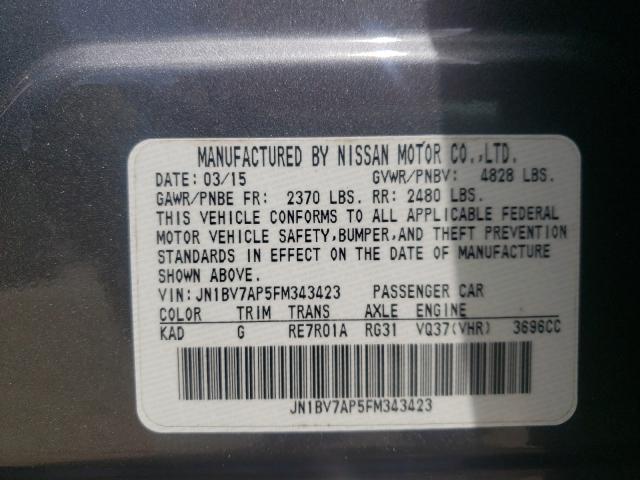 MANUFACTURED BY NISSAN MOTOR CO.,LTD.
DATE: 03/15 GVWR/PNBV: 4828 LBS.
GAWR/PNBE FR: 2370 LBS. RR: 2480 LBS.
THIS VEHICLE CONFORMS TO ALL APPLICABLE FEDERAL
MOTOR VEHICLE SAFETY,BUMPER,AND THEFT PREVENTION
STANDARDS IN EFFECT ON THE DATE OF MANUFACTURE
SHOWN ABOVE.
VIN: JN1BV7AP5FM343423 PASSENGER CAR
COLOR TRIM TRANS AXLE ENGINE
KAD G RE7R01A RG31 VQ37(VHR) 3696CC
JN1BV7AP5FM343423